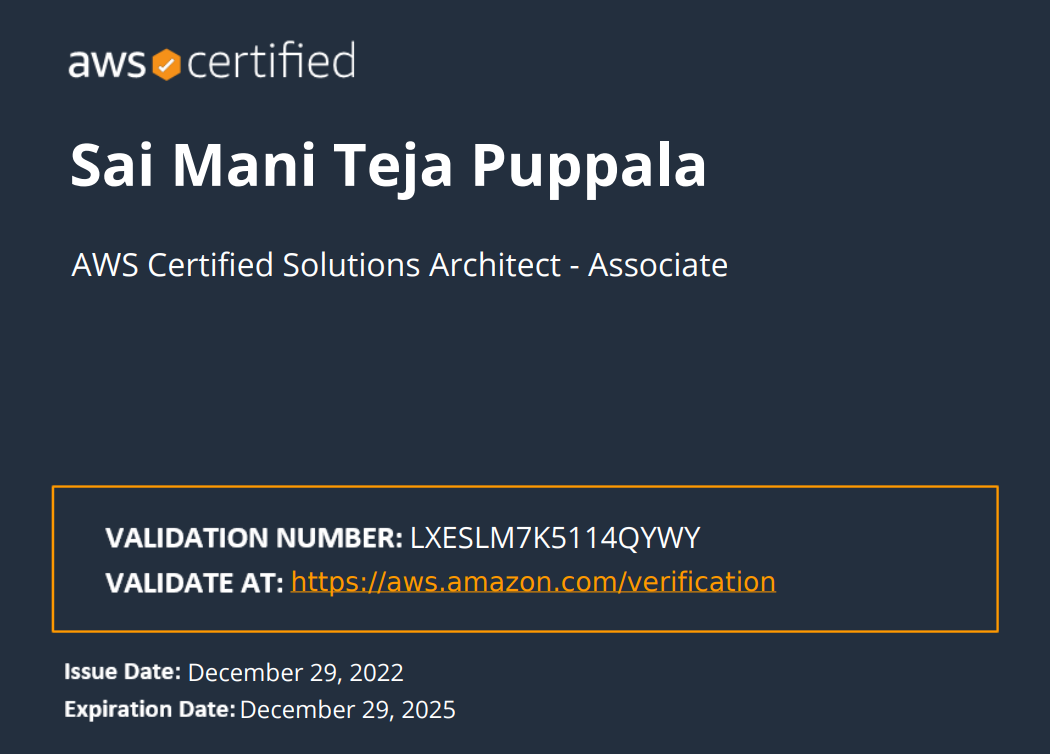 aws certified
Sai Mani Teja Puppala
AWS Certified Solutions Architect - Associate
VALIDATION NUMBER: LXESLM7K5114QYWY
VALIDATE AT: https://aws.amazon.com/verification
Issue Date: December 29, 2022
Expiration Date: December 29, 2025